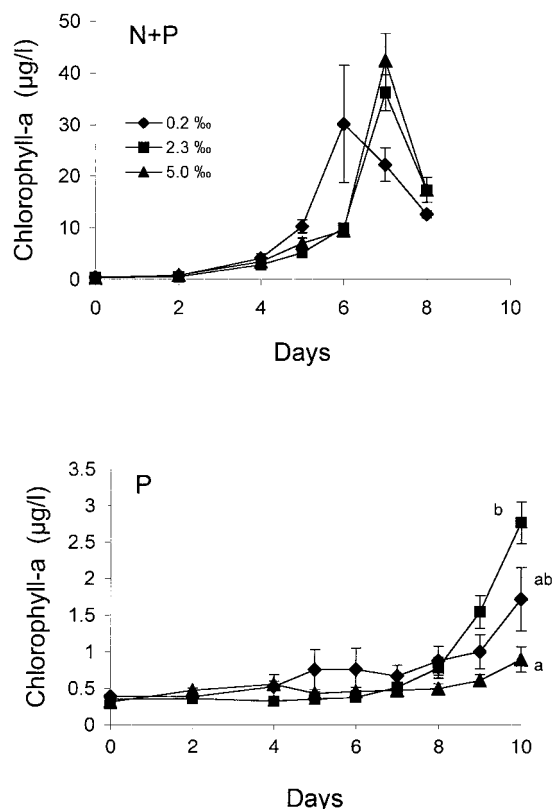 N+P
Chlorophyll-a (µg/l)
50
40
30
20
10
0
0.2 ‰
2.3 ‰
5.0 ‰
0 2 4 6 8 10
Days
P
Chlorophyll-a (µg/l)
3.5
3
2.5
2
1.5
1
0.5
0
b
ab
a
0 2 4 6 8 10
Days